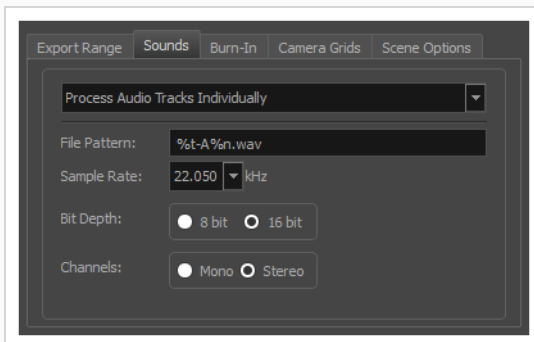 Export Range Sounds Burn-In Camera Grids Scene Options
Process Audio Tracks Individually
File Pattern: %t-A%n.wav
Sample Rate: 22.050 kHz
Bit Depth: 8 bit 16 bit
Channels: Mono Stereo